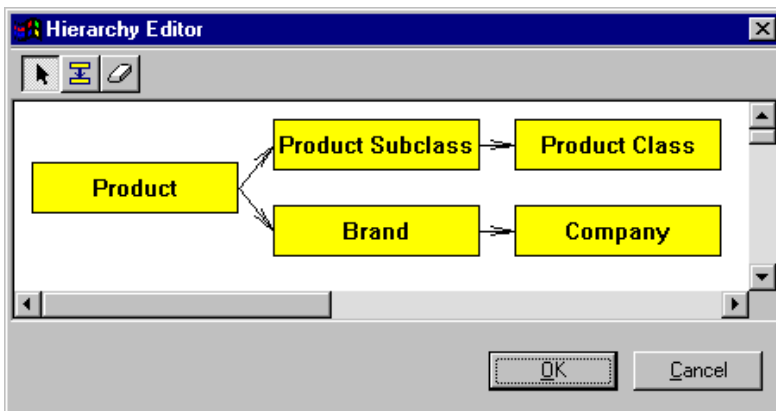 Hierarchy Editor
Product Subclass
Product Class
Product
Brand
Company
OK
Cancel